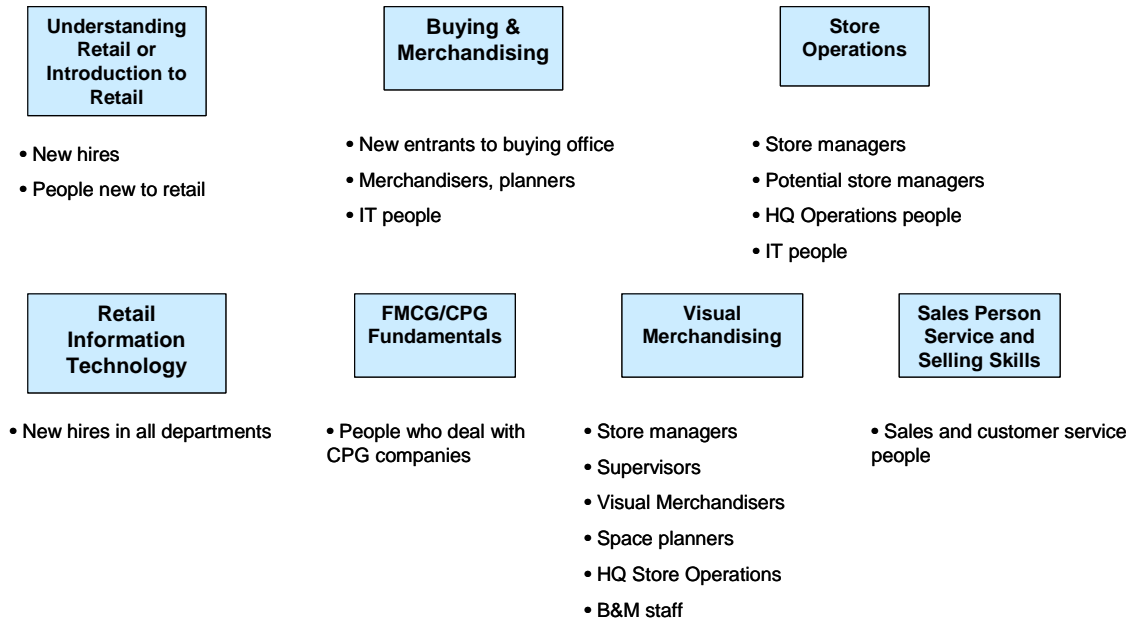 Understanding
Retail or
Introduction to
Retail
• New hires
• People new to retail
Buying &
Merchandising
• New entrants to buying office
• Merchandisers, planners
• IT people
Store
Operations
• Store managers
• Potential store managers
• HQ Operations people
• IT people
Retail
Information
Technology
• New hires in all departments
FMCG/CPG
Fundamentals
• People who deal with
CPG companies
Visual
Merchandising
• Store managers
• Supervisors
• Visual Merchandisers
• Space planners
• HQ Store Operations
• B&M staff
Sales Person
Service and
Selling Skills
• Sales and customer service
people